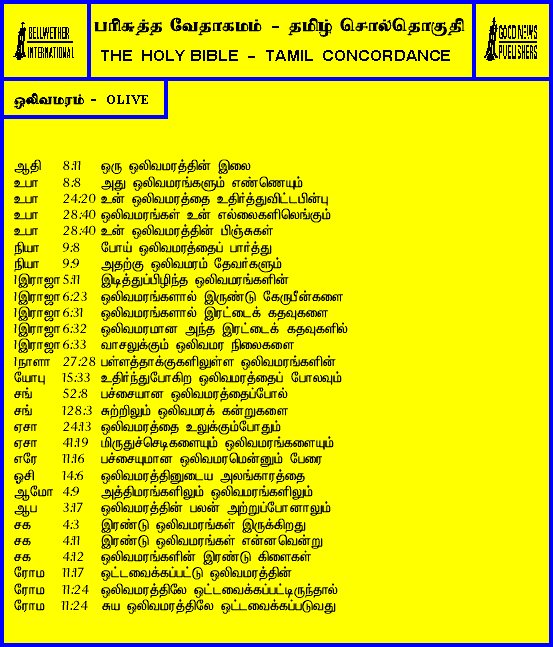 BELLWETHER
INTERNATIONAL
பரிசுத்த வேதாகமம் - தமிழ் சொல்தொகுதி
THE HOLY BIBLE - TAMIL CONCORDANCE
GOOD NEWS
PUBLISHERS
ஒலிவமரம் - OLIVE
ஆதி 8:11 ஒரு ஒலிவமரத்தின் இலை
உபா 8:8 அது ஒலிவமரங்களும் எண்ணெயும்
உபா 24:20 உன் ஒலிவமரத்தை உதிர்த்துவிட்டபின்பு
உபா 28:40 ஒலிவமரங்கள் உன் எல்லைகளிலெங்கும்
உபா 28:40 உன் ஒலிவமரத்தின் பிஞ்சுகள்
நியா 9:8 போய் ஒலிவமரத்தைப் பார்த்து
நியா 9:9 அதற்கு ஒலிவமரம் தேவர்களும்
1இராஜா 5:11 இடித்துப்பிழிந்த ஒலிவமரங்களின்
1இராஜா 6:23 ஒலிவமரங்களால் இருண்டு கேருபீன்களை
1இராஜா 6:31 ஒலிவமரங்களால் இரட்டைக் கதவுகளை
1இராஜா 6:32 ஒலிவமரமான அந்த இரட்டைக் கதவுகளில்
1இராஜா 6:33 வாசலுக்கும் ஒலிவமர நிலைகளை
1நாளா 27:28 பள்ளத்தாக்குகளிலுள்ள ஒலிவமரங்களின்
யோபு 15:33 உதிர்ந்துபோகிற ஒலிவமரத்தைப் போலவும்
சங் 52:8 பச்சையான ஒலிவமரத்தைப்போல்
சங் 128:3 சுற்றிலும் ஒலிவமரக் கன்றுகளை
ஏசா 24:13 ஒலிவமரத்தை உலுக்கும்போதும்
ஏசா 41:19 மிருதுச்செடிகளையும் ஒலிவமரங்களையும்
எரே 11:16 பச்சையுமான ஒலிவமரமென்னும் பேரை
ஓசி 14:6 ஒலிவமரத்தினுடைய அலங்காரத்தை
ஆமோ 4:9 அத்திமரங்களிலும் ஒலிவமரங்களிலும்
ஆப 3:17 ஒலிவமரத்தின் பலன் அற்றுப்போனாலும்
சக 4:3 இரண்டு ஒலிவமரங்கள் இருக்கிறது
சக 4:11 இரண்டு ஒலிவமரங்கள் என்னவென்று
சக 4:12 ஒலிவமரங்களின் இரண்டு கிளைகள்
ரோம 11:17 ஒட்டவைக்கப்பட்டு ஒலிவமரத்தின்
ரோம 11:24 ஒலிவமரத்திலே ஒட்டவைக்கப்பட்டிருந்தால்
ரோம 11:24 சுய ஒலிவமரத்திலே ஒட்டவைக்கப்படுவது